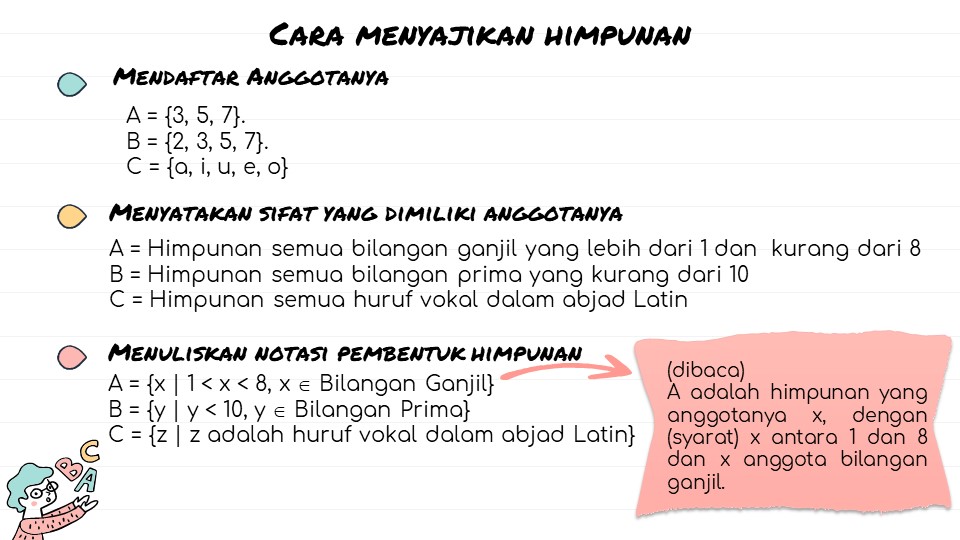 Cara menyajikan himpunan
Mendaftar Anggotanya
A = {3, 5, 7}.
B = {2, 3, 5, 7}.
C = {a, i, u, e, o}
Menyatakan sifat yang dimiliki anggotanya
A = Himpunan semua bilangan ganjil yang lebih dari 1 dan  kurang dari 8
B = Himpunan semua bilangan prima yang kurang dari 10
C = Himpunan semua huruf vokal dalam abjad Latin
Menuliskan notasi pembentuk himpunan
A = {x | 1 < x < 8, x ∈ Bilangan Ganjil}
B = {y | y < 10, y ∈ Bilangan Prima}
C = {z | z adalah huruf vokal dalam abjad Latin}
(dibaca)
A adalah himpunan yang
anggotanya x, dengan
(syarat) x antara 1 dan 8
dan x anggota bilangan
ganjil.
C
B
A